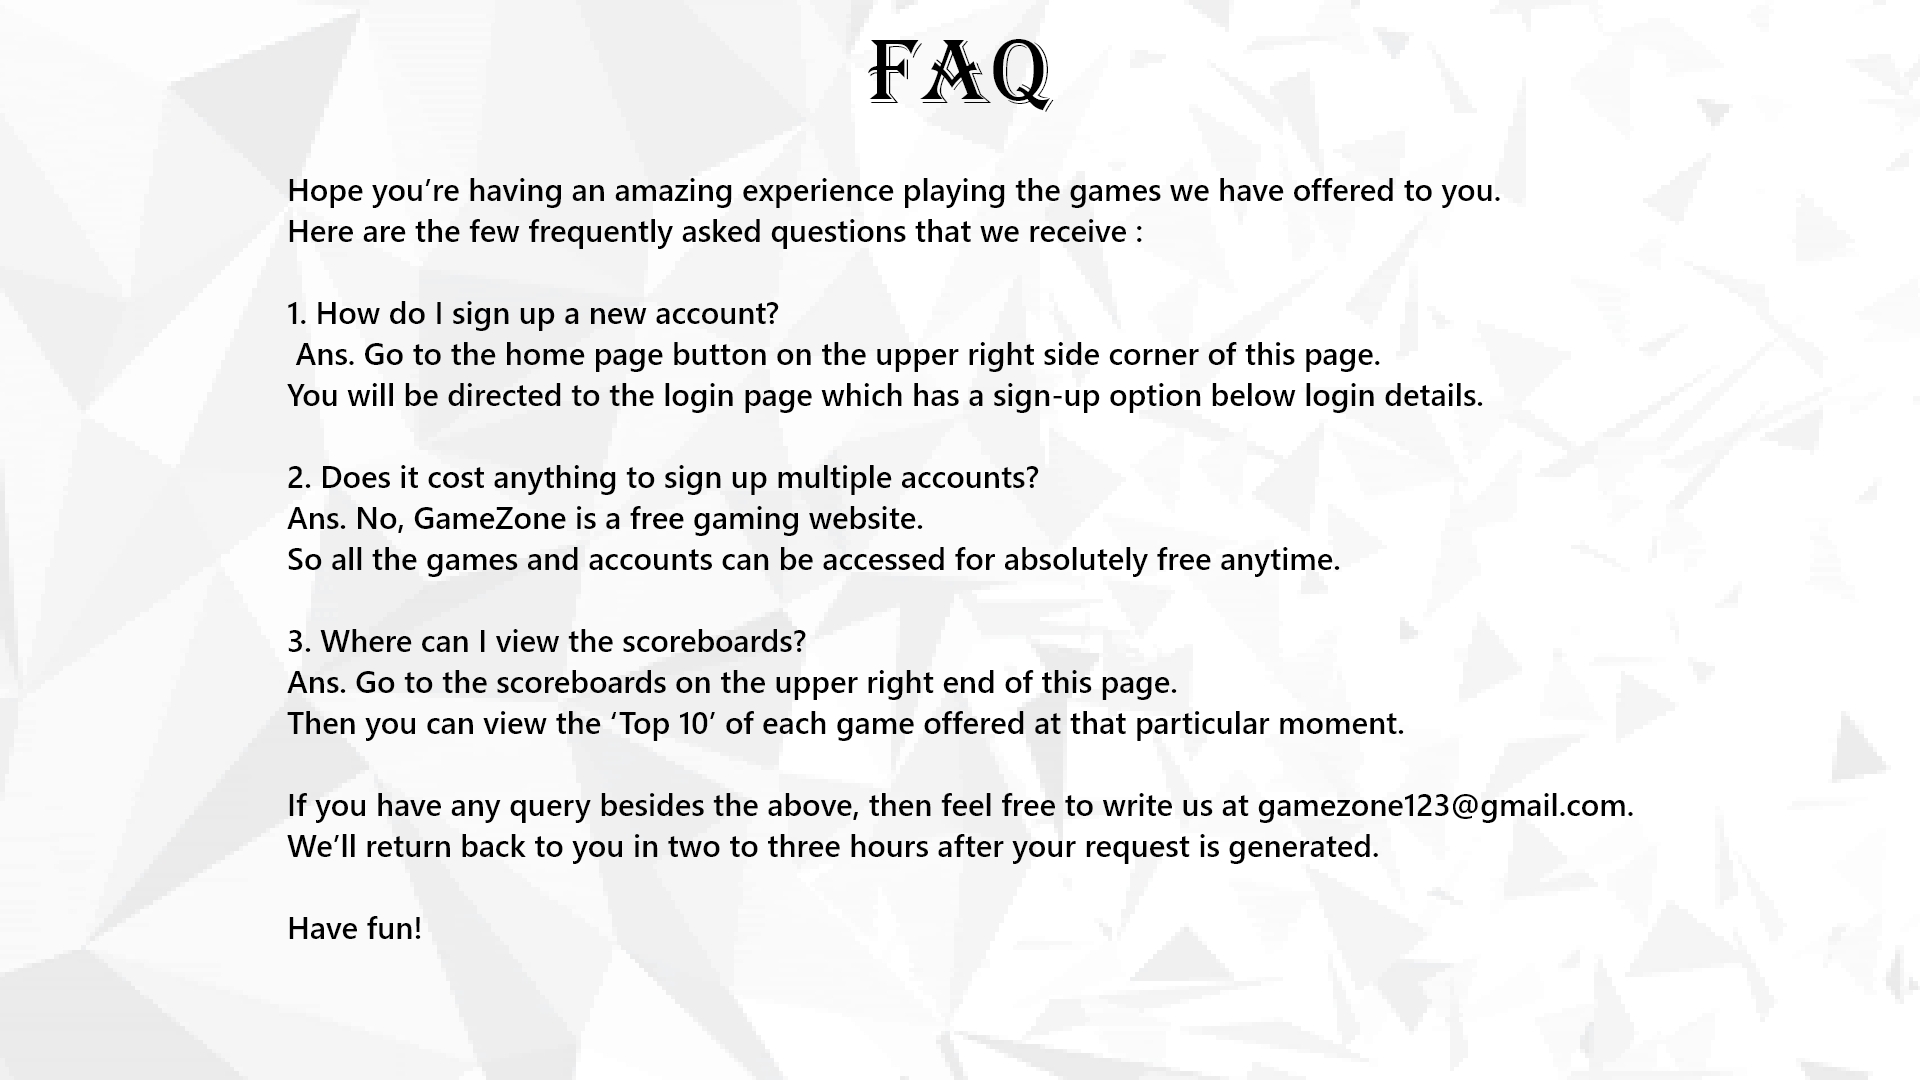 FAQ
Hope you’re having an amazing experience playing the games we have offered to you.
Here are the few frequently asked questions that we receive :
1. How do I sign up a new account?
Ans. Go to the home page button on the upper right side corner of this page.
You will be directed to the login page which has a sign-up option below login details.
2. Does it cost anything to sign up multiple accounts?
Ans. No, GameZone is a free gaming website.
So all the games and accounts can be accessed for absolutely free anytime.
3. Where can I view the scoreboards?
Ans. Go to the scoreboards on the upper right end of this page.
Then you can view the ‘Top 10’ of each game offered at that particular moment.
If you have any query besides the above, then feel free to write us at gamezone123@gmail.com.
We’ll return back to you in two to three hours after your request is generated.
Have fun!